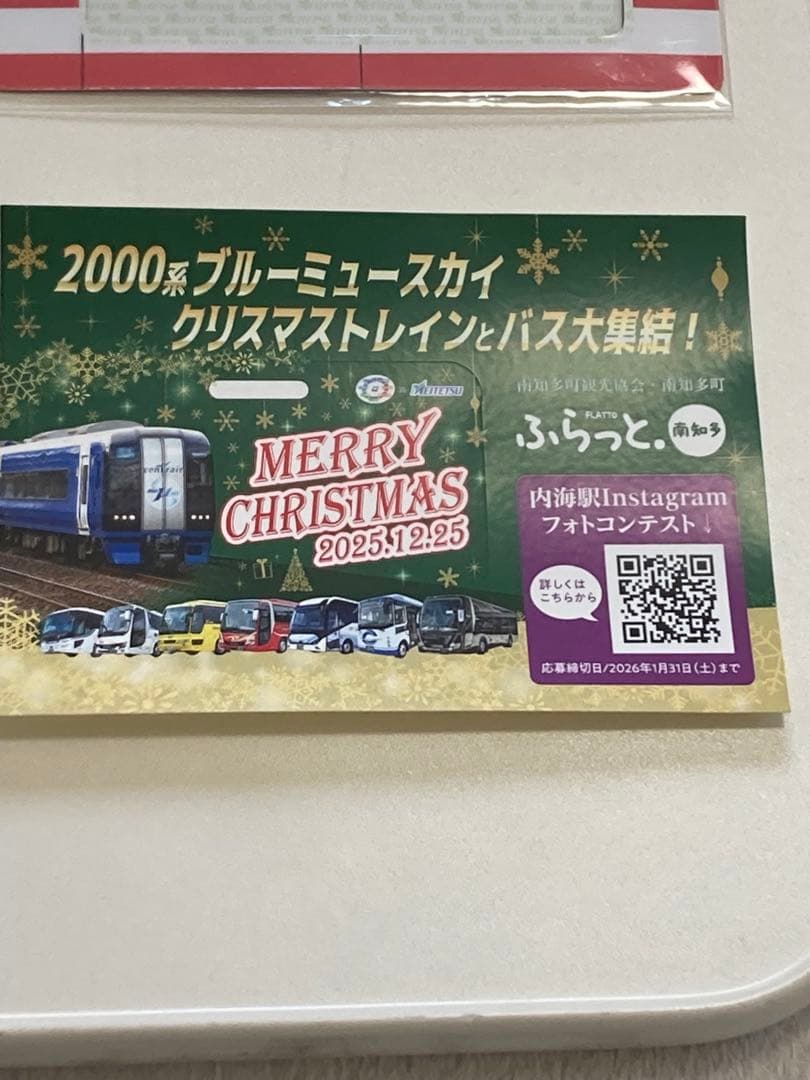 2000系ブルーミュースカイ
クリスマストレインとバス大集結！
MEITETSU
南知多町観光協会・南知多町
FLATTO
ふらっと.南知多
centrair
MERRY
CHRISTMAS
2025.12.25
内海駅Instagram
フォトコンテスト↓
詳しくは
こちらから
応募締切日/2026年1月31日(土)まで